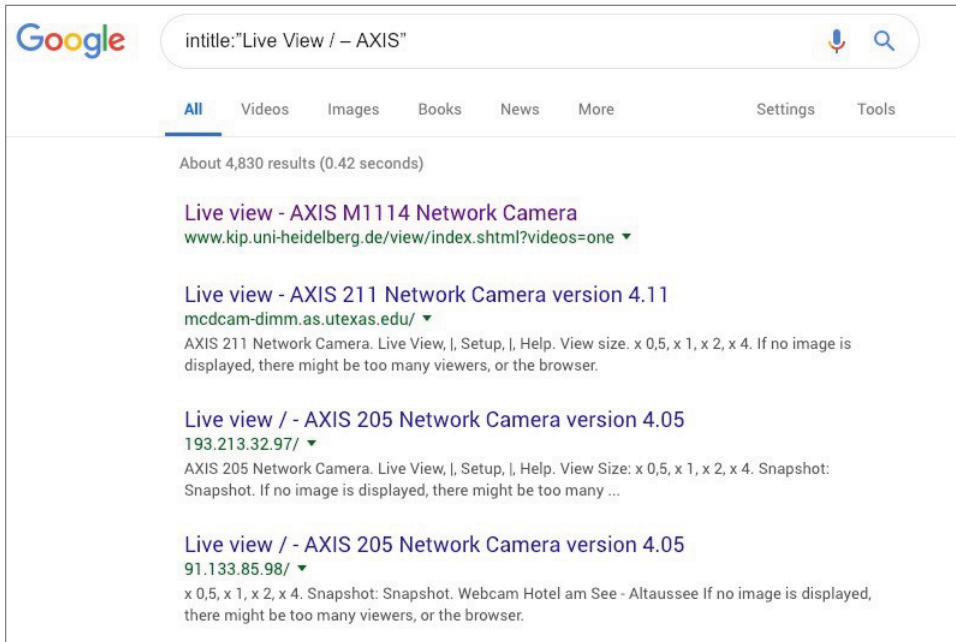 Google
intitle:”Live View / – AXIS”
All Videos Images Books News More Settings Tools
About 4,830 results (0.42 seconds)
Live view - AXIS M1114 Network Camera
www.kip.uni-heidelberg.de/view/index.shtml?videos=one
Live view - AXIS 211 Network Camera version 4.11
mcdcam-dimm.as.utexas.edu/
AXIS 211 Network Camera. Live View, |, Setup, |, Help. View size. x 0,5, x 1, x 2, x 4. If no image is
displayed, there might be too many viewers, or the browser.
Live view / - AXIS 205 Network Camera version 4.05
193.213.32.97/
AXIS 205 Network Camera. Live View, |, Setup, |, Help. View Size: x 0,5, x 1, x 2, x 4. Snapshot:
Snapshot. If no image is displayed, there might be too many ...
Live view / - AXIS 205 Network Camera version 4.05
91.133.85.98/
x 0,5, x 1, x 2, x 4. Snapshot: Snapshot. Webcam Hotel am See - Altaussee If no image is displayed,
there might be too many viewers, or the browser.